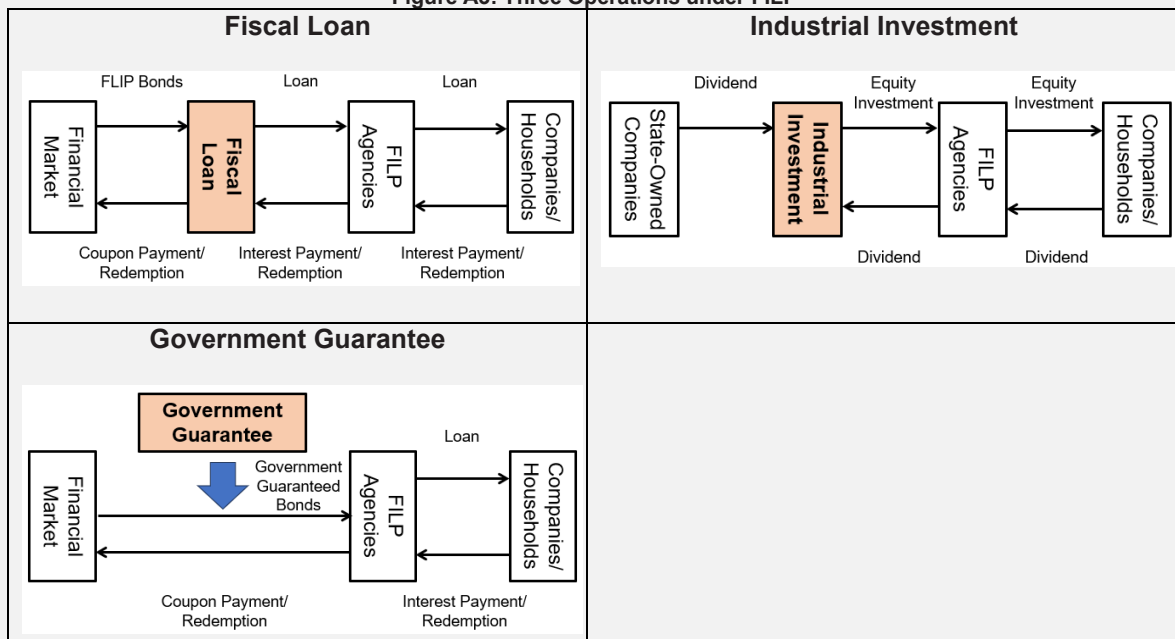 Figure A3. Three Operations under FILP
Fiscal Loan
FLIP Bonds
Loan
Loan
Financial
Market
Fiscal
Loan
FILP
Agencies
Companies/
Households
Coupon Payment/
Redemption
Interest Payment/
Redemption
Interest Payment/
Redemption
Industrial Investment
Dividend
Equity
Investment
Equity
Investment
State-Owned
Companies
Industrial
Investment
FILP
Agencies
Companies/
Households
Dividend
Dividend
Government Guarantee
Government
Guarantee
Loan
Government
Guaranteed
Bonds
Financial
Market
FILP
Agencies
Companies/
Households
Coupon Payment/
Redemption
Interest Payment/
Redemption